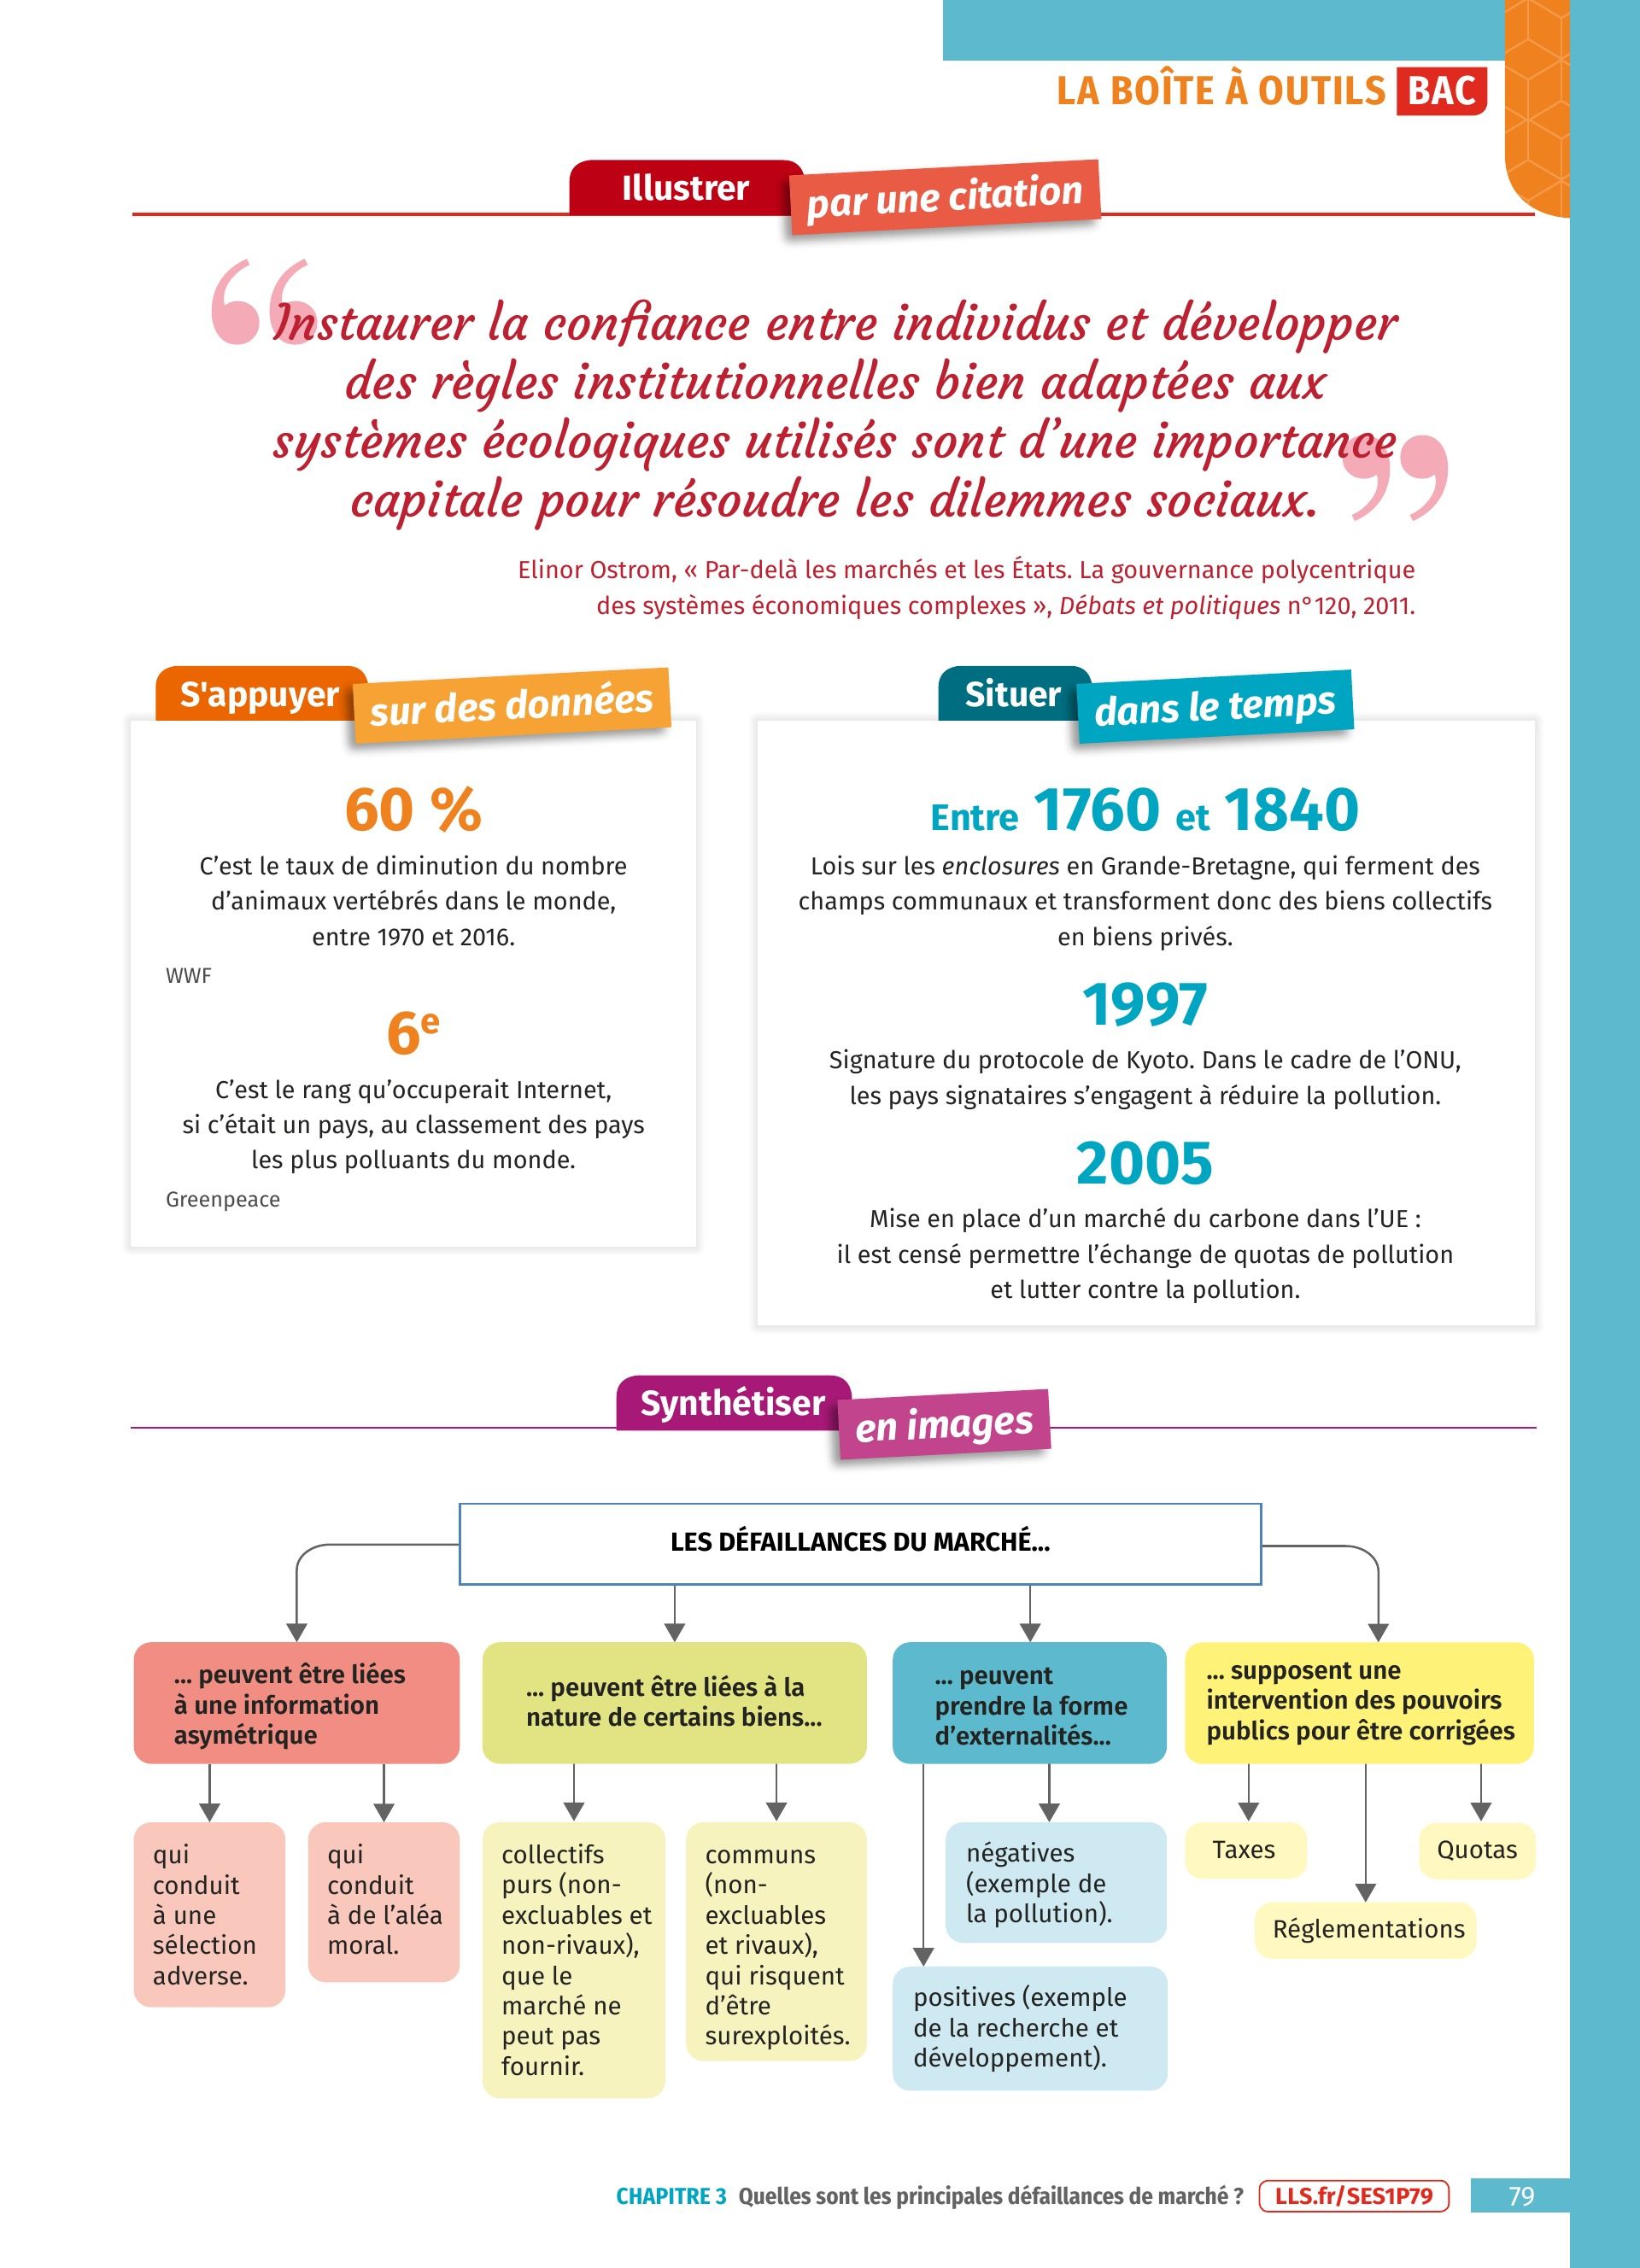 LA BOÎTE À OUTILS BAC
Illustrer par une citation
“Instaurer la confiance entre individus et développer
des règles institutionnelles bien adaptées aux
systèmes écologiques utilisés sont d’une importance
capitale pour résoudre les dilemmes sociaux.”
Elinor Ostrom, « Par-delà les marchés et les États. La gouvernance polycentrique
des systèmes économiques complexes », Débats et politiques n° 120, 2011.
S'appuyer sur des données
60 %
C’est le taux de diminution du nombre
d’animaux vertébrés dans le monde,
entre 1970 et 2016.
WWF
6e
C’est le rang qu’occuperait Internet,
si c’était un pays, au classement des pays
les plus polluants du monde.
Greenpeace
Situer dans le temps
Entre 1760 et 1840
Lois sur les enclosures en Grande-Bretagne, qui ferment des
champs communaux et transforment donc des biens collectifs
en biens privés.
1997
Signature du protocole de Kyoto. Dans le cadre de l’ONU,
les pays signataires s’engagent à réduire la pollution.
2005
Mise en place d’un marché du carbone dans l’UE :
il est censé permettre l’échange de quotas de pollution
et lutter contre la pollution.
Synthétiser en images
LES DÉFAILLANCES DU MARCHÉ...
... peuvent être liées
à une information
asymétrique
qui
conduit
à une
sélection
adverse.
qui
conduit
à de l’aléa
moral.
... peuvent être liées à la
nature de certains biens...
collectifs
purs (non-
excluables et
non-rivaux),
que le
marché ne
peut pas
fournir.
communs
(non-
excluables
et rivaux),
qui risquent
d’être
surexploités.
... peuvent
prendre la forme
d’externalités...
négatives
(exemple de
la pollution).
positives (exemple
de la recherche et
développement).
... supposent une
intervention des pouvoirs
publics pour être corrigées
Taxes
Quotas
Réglementations
CHAPITRE 3 Quelles sont les principales défaillances de marché ? LLS.fr/SES1P79 79